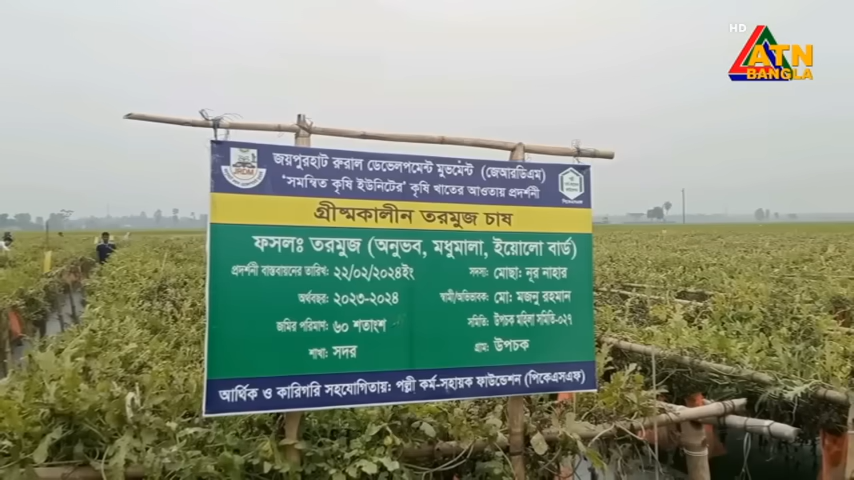 HD
ATN
BANGLA
জয়পুরহাট রুরাল ডেভেলপমেন্ট মুভমেন্ট (জেআরডিএম)
JRDM
'সমন্বিত কৃষি ইউনিটের' কৃষি খাতের আওতায় প্রদর্শনী
গ্রীষ্মকালীন তরমুজ চাষ
ফসলঃ তরমুজ (অনুভব, মধুমালা, ইয়োলো বার্ড)
প্রদর্শনী বাস্তবায়নের তারিখ: ২২/০২/২০২৪ইং
সদস্য: মোছা: নূর নাহার
অর্থবছর: ২০২৩-২০২৪
স্বামী/অভিভাবক: মো: মজনু রহমান
জমির পরিমাণ: ৬০ শতাংশ
সমিতি: উপচক মহিলা সমিতি-০২৭
শাখা: সদর
গ্রাম: উপচক
আর্থিক ও কারিগরি সহযোগিতায়: পল্লী কর্ম-সহায়ক ফাউন্ডেশন (পিকেএসএফ)